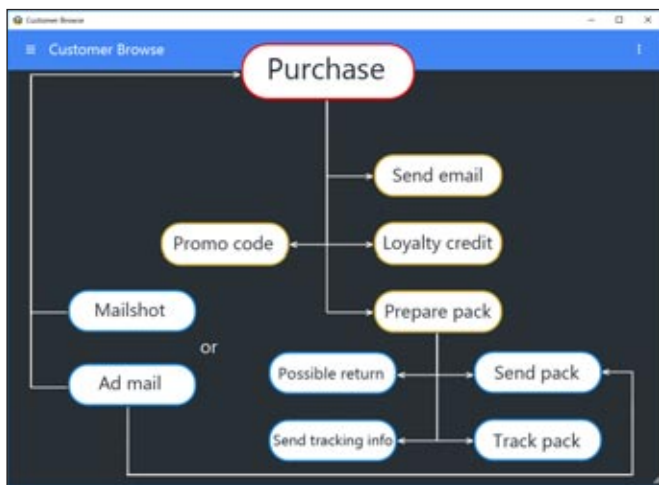 Customer Browse
Customer Browse
Purchase
Send email
Promo code
Loyalty credit
Mailshot
Prepare pack
or
Ad mail
Possible return
Send pack
Send tracking info
Track pack